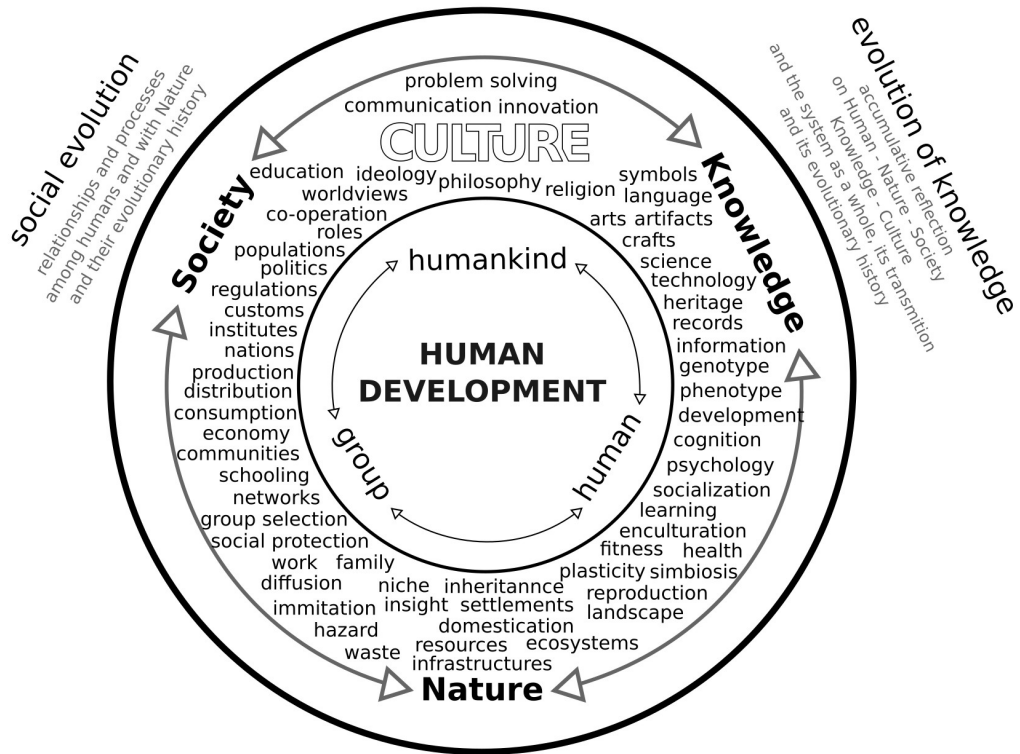 social evolution
relationships and processes
among humans and with Nature
and their evolutionary history
evolution of knowledge
accumulative reflection
on Human - Nature - Society
Knowledge - Culture
and the system as a whole, its transmition
and its evolutionary history
problem solving
communication innovation
CULTURE
Society
Knowledge
education ideology philosophy religion symbols
worldviews
language
co-operation
arts artifacts
roles
crafts
populations
science
politics
technology
regulations
heritage
customs
records
institutes
information
nations
genotype
production
phenotype
distribution
development
consumption
cognition
economy
psychology
communities
socialization
schooling
learning
networks
enculturation
group selection
fitness health
social protection
plasticity simbiosis
work family
reproduction
diffusion
niche inheritannce
landscape
immitation
insight settlements
hazard
domestication
waste
resources ecosystems
infrastructures
Nature
humankind
HUMAN
DEVELOPMENT
group
human